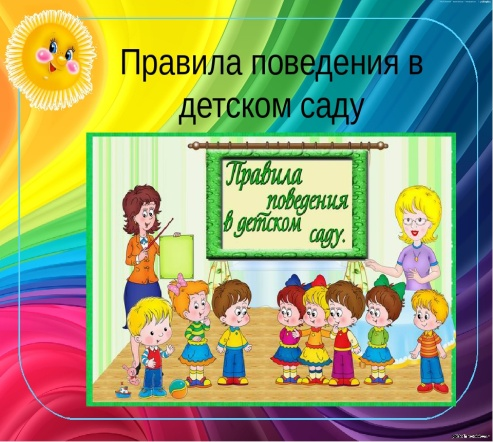 Правила поведения в
детском саду
Правила
поведения
в детском
саду.